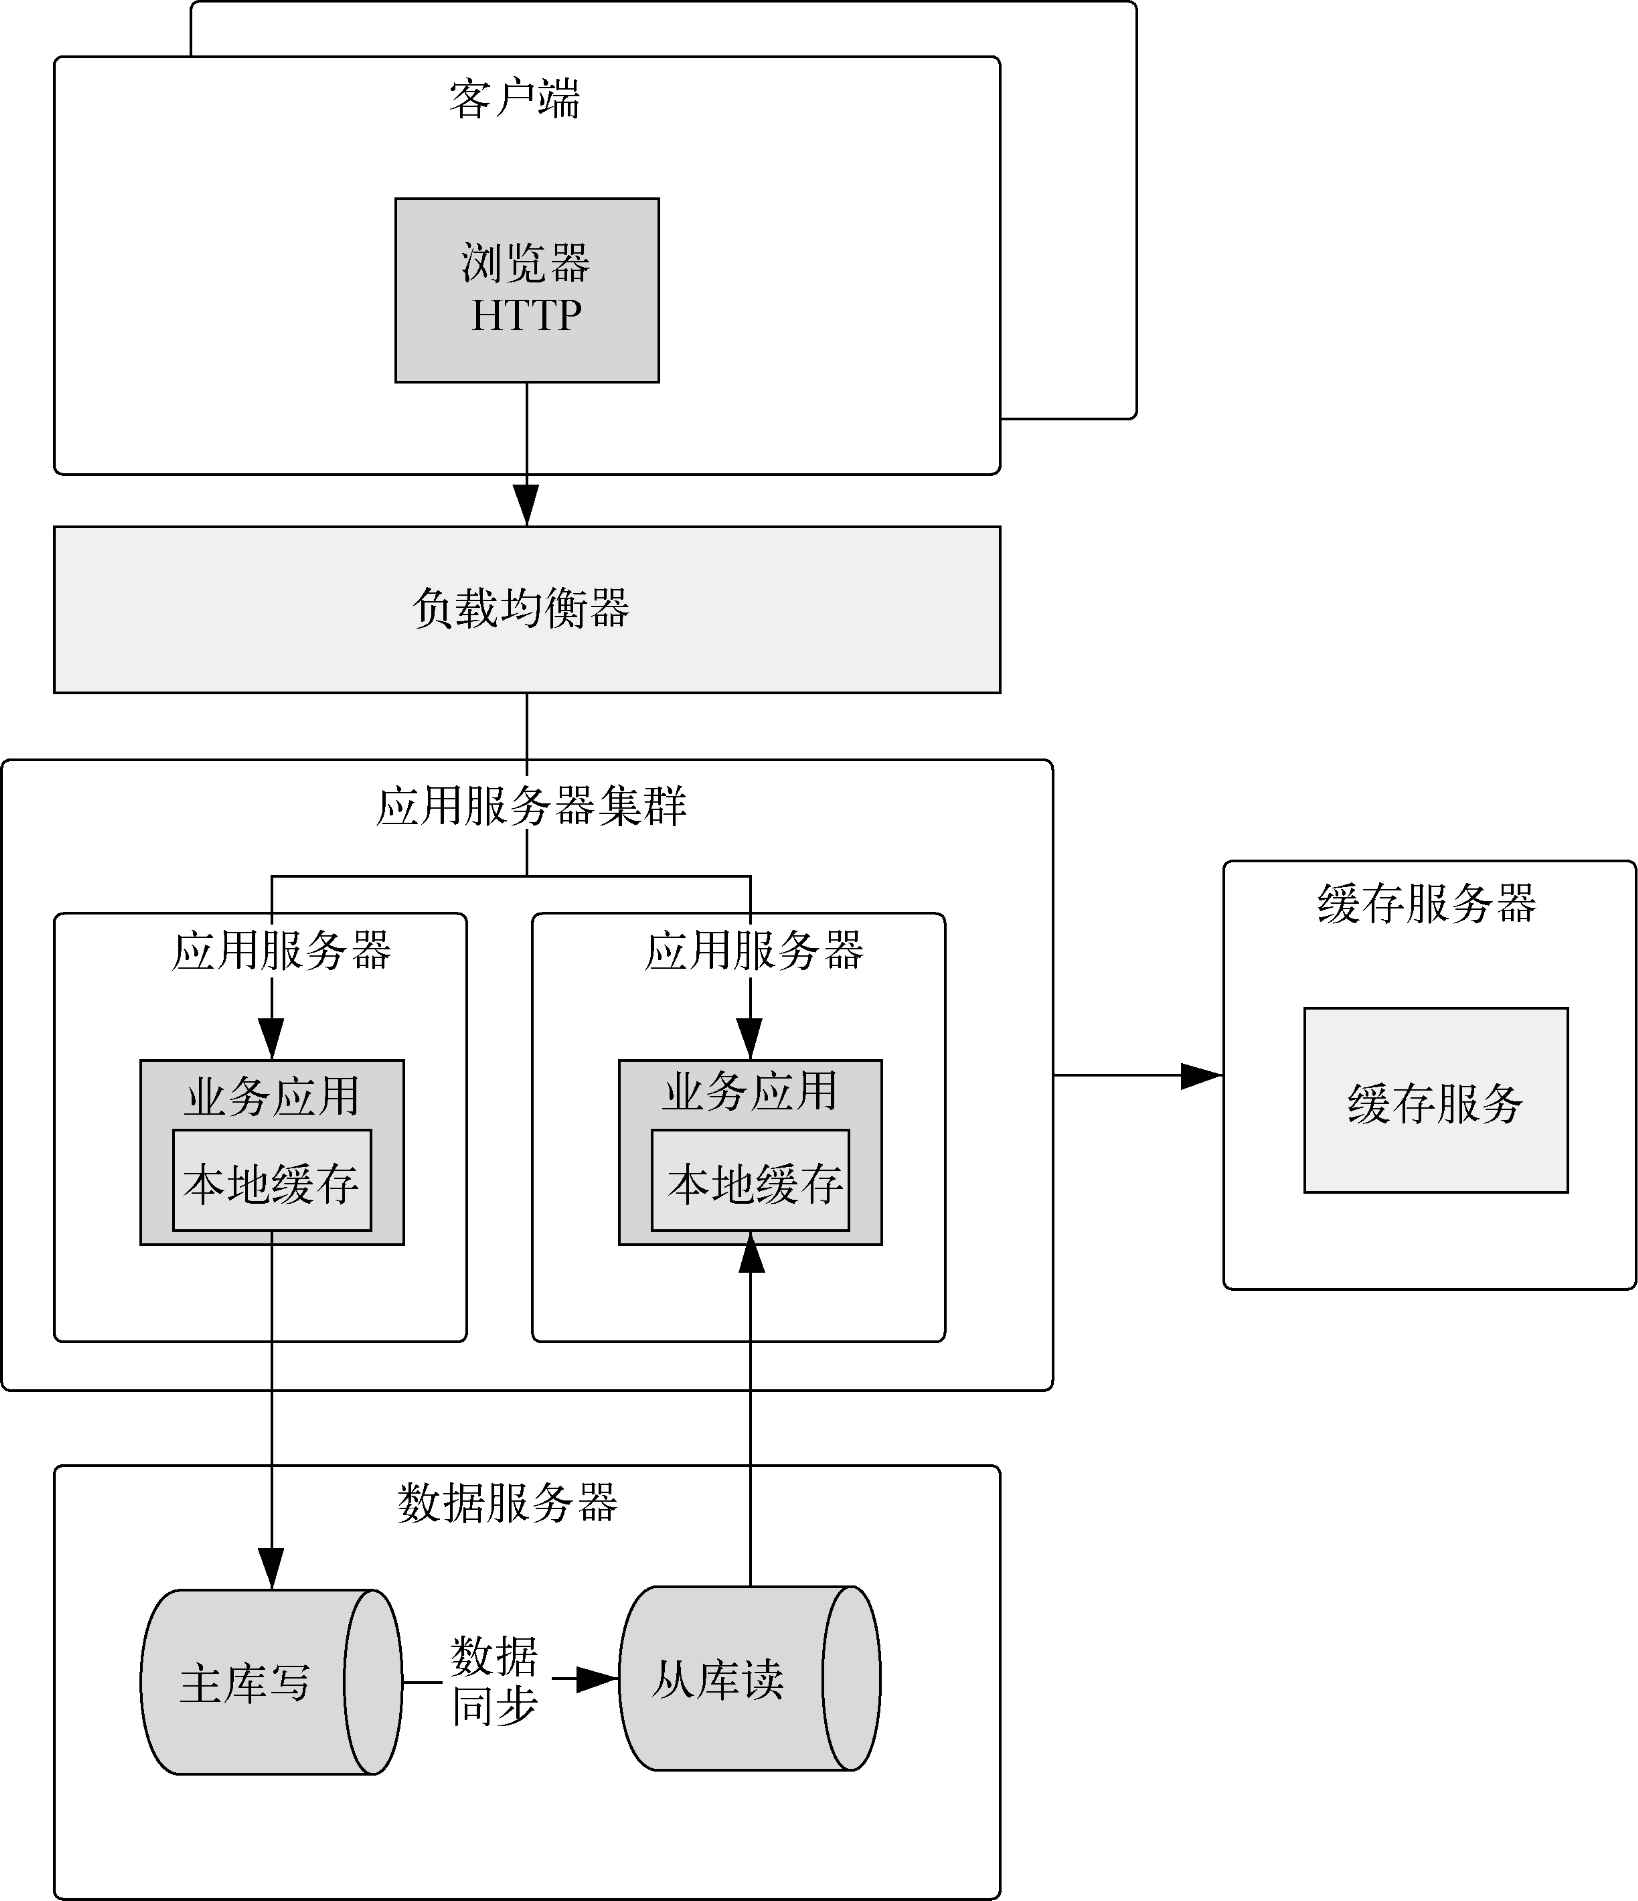 客户端
浏览器
HTTP
负载均衡器
应用服务器集群
缓存服务器
应用服务器
应用服务器
业务应用
业务应用
缓存服务
本地缓存
本地缓存
数据服务器
数据
同步
主库写
从库读